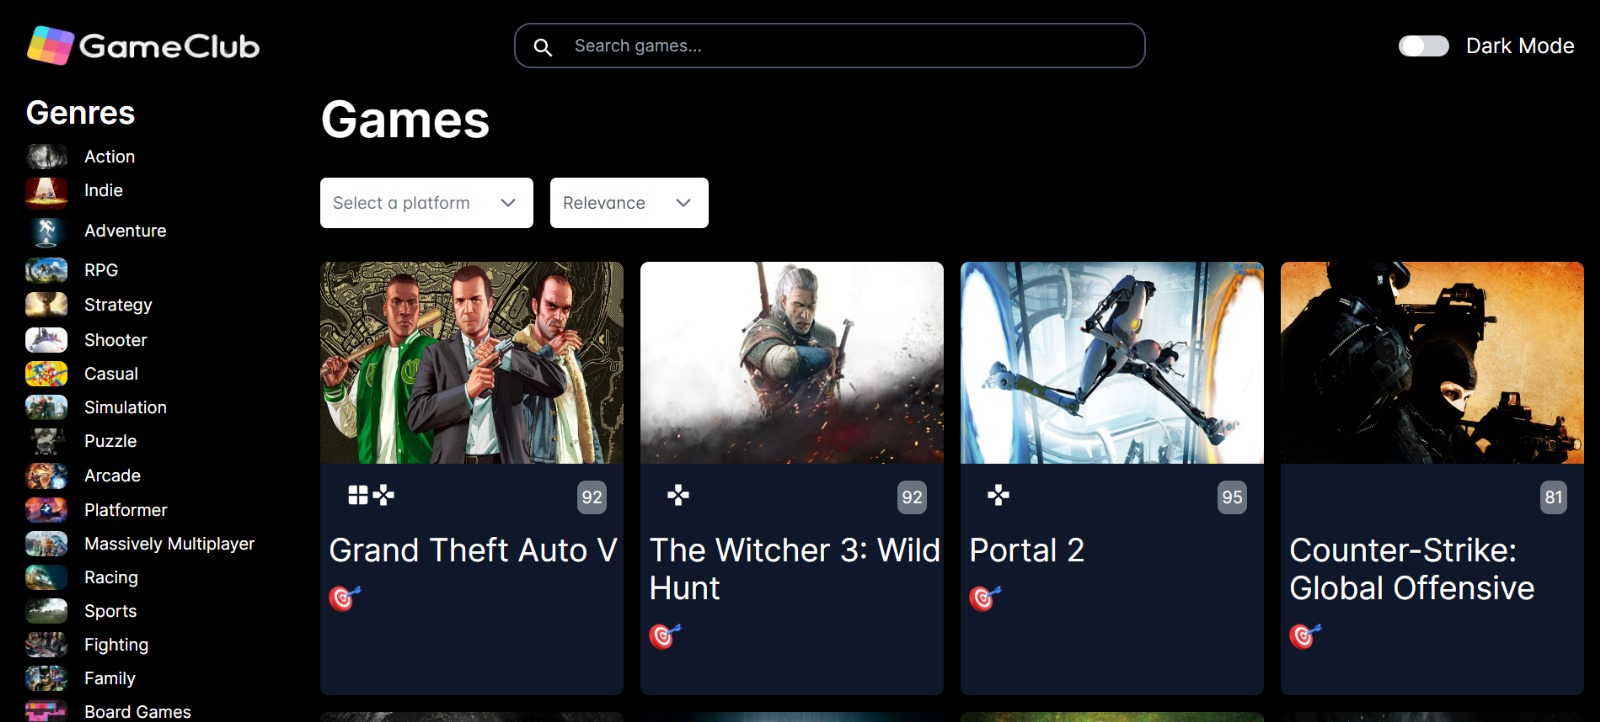 GameClub
Search games...
Dark Mode
Genres
Action
Indie
Adventure
RPG
Strategy
Shooter
Casual
Simulation
Puzzle
Arcade
Platformer
Massively Multiplayer
Racing
Sports
Fighting
Family
Board Games
Games
Select a platform
Relevance
92
Grand Theft Auto V
92
The Witcher 3: Wild
Hunt
95
Portal 2
81
Counter-Strike:
Global Offensive